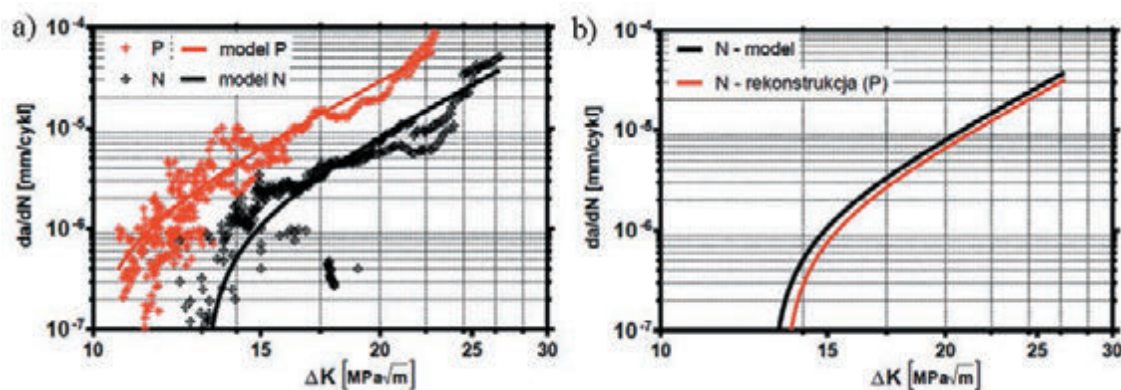 a)
10⁻⁴
10⁻⁵
10⁻⁶
10⁻⁷
da/dN [mm/cykl]
P model P
N model N
10 15 20 25 30
ΔK [MPa√m]
b)
10⁻⁴
10⁻⁵
10⁻⁶
10⁻⁷
da/dN [mm/cykl]
N - model
N - rekonstrukcja (P)
10 15 20 25 30
ΔK [MPa√m]